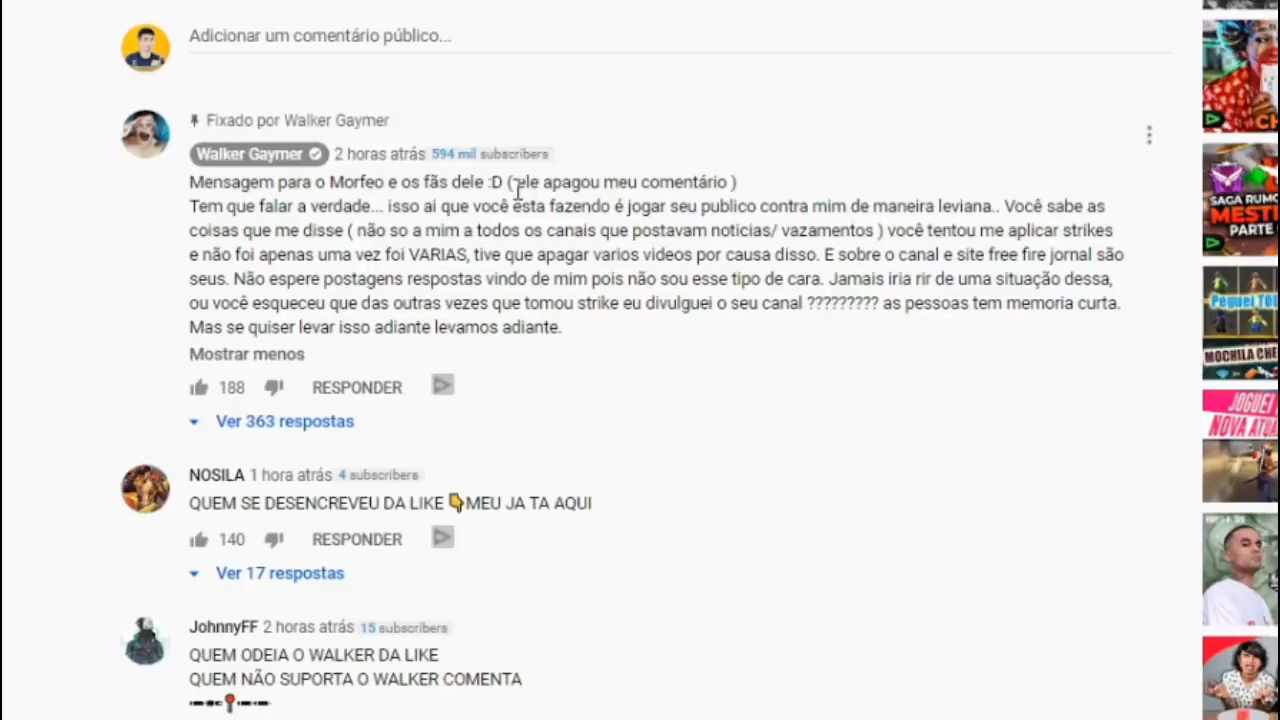 Adicionar um comentário público...
Fixado por Walker Gaymer
Walker Gaymer 2 horas atrás 594 mil subscribers
Mensagem para o Morfeo e os fãs dele :D ( ele apagou meu comentário )
Tem que falar a verdade... isso ai que você esta fazendo é jogar seu publico contra mim de maneira leviana.. Você sabe as
coisas que me disse ( não so a mim a todos os canais que postavam noticias/ vazamentos ) você tentou me aplicar strikes
e não foi apenas uma vez foi VARIAS, tive que apagar varios videos por causa disso. E sobre o canal e site free fire jornal são
seus. Não espere postagens respostas vindo de mim pois não sou esse tipo de cara. Jamais iria rir de uma situação dessa,
ou você esqueceu que das outras vezes que tomou strike eu divulguei o seu canal ????????? as pessoas tem memoria curta.
Mas se quiser levar isso adiante levamos adiante.
Mostrar menos
188 RESPONDER
Ver 363 respostas
NOSILA 1 hora atrás 4 subscribers
QUEM SE DESENCREVEU DA LIKE 👇MEU JA TA AQUI
140 RESPONDER
Ver 17 respostas
JohnnyFF 2 horas atrás 15 subscribers
QUEM ODEIA O WALKER DA LIKE
QUEM NÃO SUPORTA O WALKER COMENTA
SAGA RUMO
MESTR
PARTE
Peguei TO
MOCHILA CHE
JOGUEI
NOVA ATUA